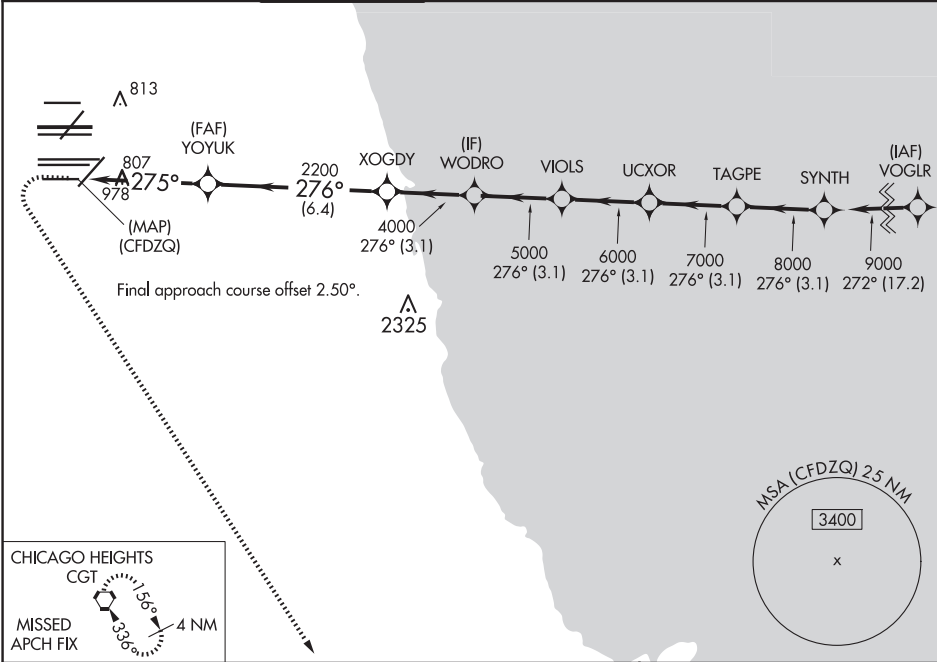 813
(FAF)
YOYUK
807
978
275°
(MAP)
(CFDZQ)
2200
276°
(6.4)
XOGDY
4000
276° (3.1)
(IF)
WODRO
5000
276° (3.1)
VIOLS
6000
276° (3.1)
UCXOR
7000
276° (3.1)
TAGPE
8000
276° (3.1)
SYNTH
9000
272° (17.2)
(IAF)
VOGLR
Final approach course offset 2.50°.
2325
MSA (CFDZQ) 25 NM
3400
x
CHICAGO HEIGHTS
CGT
156°
336°
4 NM
MISSED
APCH FIX